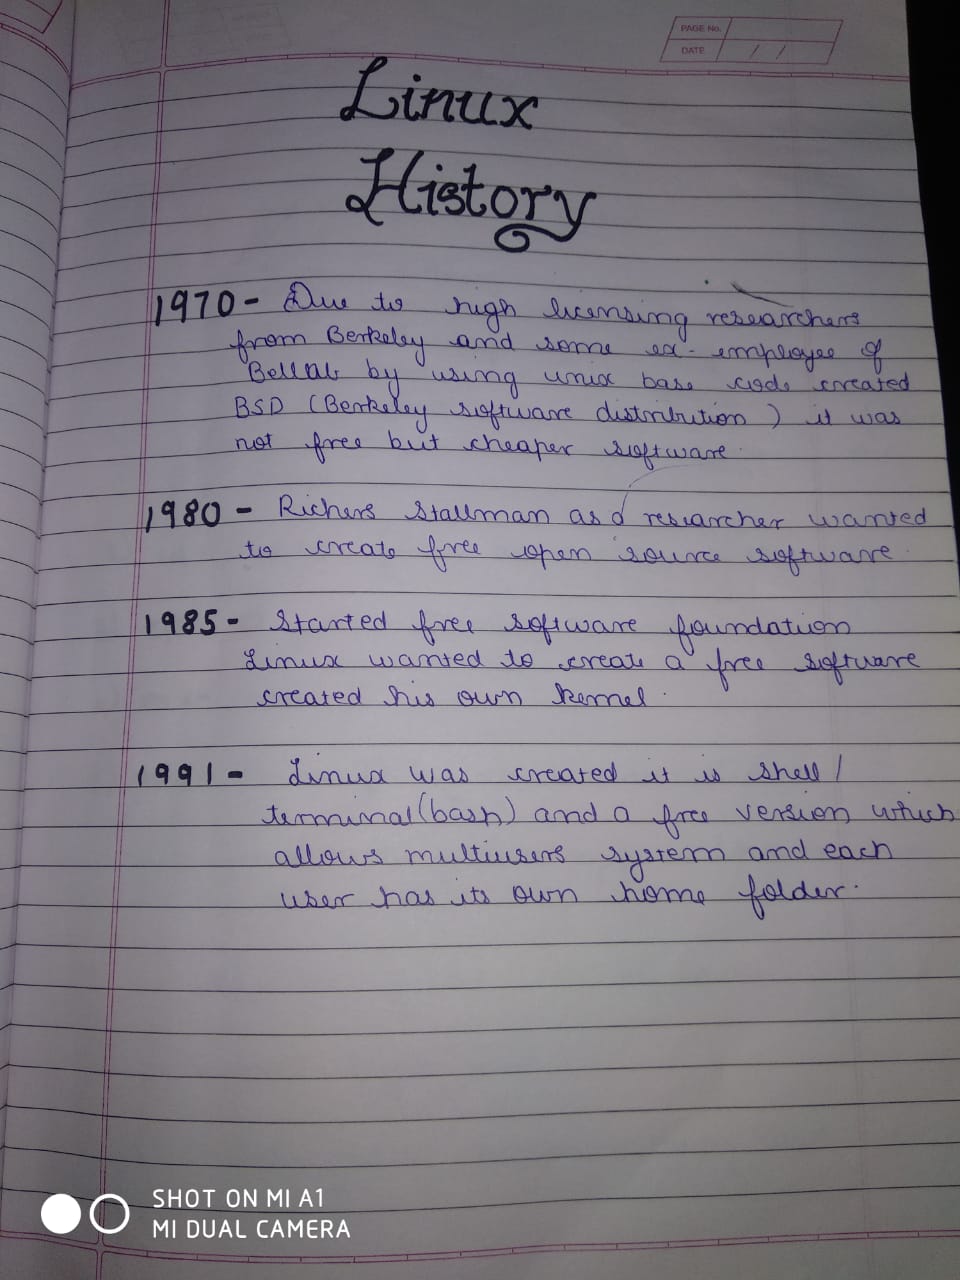 PAGE No.
DATE / /
Linux
History
1970 - Due to high licensing researchers
from Berkeley and some ex-employee of
Bellab by using unix base code created
BSD (Berkeley software distribution) it was
not free but cheaper software.
1980 - Richers Stallman as a researcher wanted
to create free open source software.
1985 - Started free software foundation
Linux wanted to create a free software
created his own kernel.
1991 - Linux was created it is shell/
terminal(bash) and a free version which
allows multiusers system and each
user has its own home folder.
SHOT ON MI A1
MI DUAL CAMERA